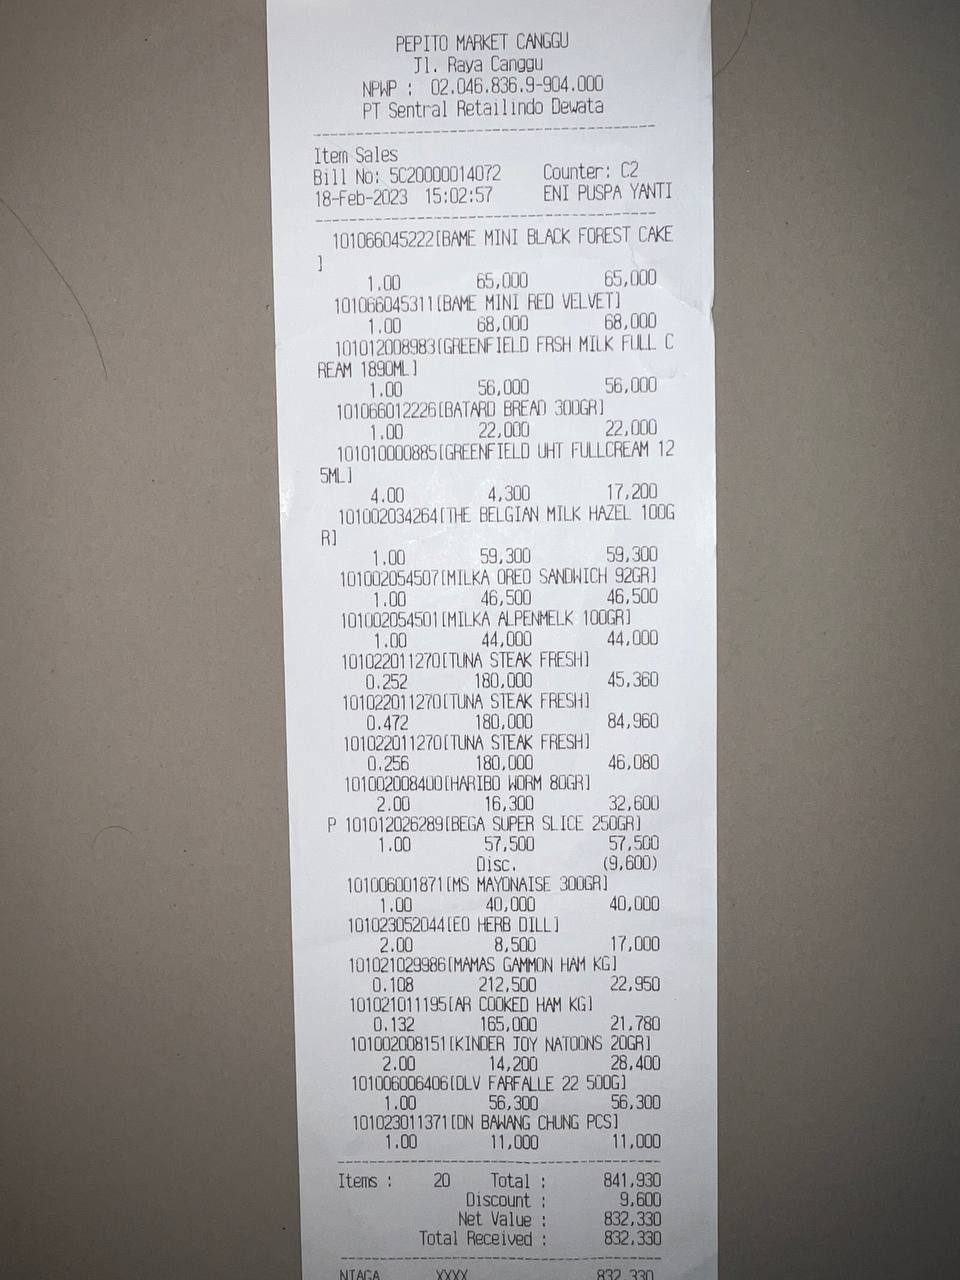 PEPITO MARKET CANGGU
Jl. Raya Canggu
NPWP : 02.046.836.9-904.000
PT Sentral Retailindo Dewata
Item Sales
Bill No: 5C20000014072 Counter: C2
18-Feb-2023 15:02:57 ENI PUSPA YANTI
101066045222[BAME MINI BLACK FOREST CAKE
]
1.00 65,000 65,000
101066045311[BAME MINI RED VELVET]
1.00 68,000 68,000
101012008983[GREENFIELD FRSH MILK FULL C
REAM 1890ML]
1.00 56,000 56,000
101066012226[BATARD BREAD 300GR]
1.00 22,000 22,000
101010000885[GREENFIELD UHT FULLCREAM 12
5ML]
4.00 4,300 17,200
101002034264[THE BELGIAN MILK HAZEL 100G
R]
1.00 59,300 59,300
101002054507[MILKA OREO SANDWICH 92GR]
1.00 46,500 46,500
101002054501[MILKA ALPENMELK 100GR]
1.00 44,000 44,000
101022011270[TUNA STEAK FRESH]
0.252 180,000 45,360
101022011270[TUNA STEAK FRESH]
0.472 180,000 84,960
101022011270[TUNA STEAK FRESH]
0.256 180,000 46,080
101002008400[HARIBO WORM 80GR]
2.00 16,300 32,600
P 101012026289[BEGA SUPER SLICE 250GR]
1.00 57,500 57,500
Disc. (9,600)
101006001871[MS MAYONAISE 300GR]
1.00 40,000 40,000
101023052044[EO HERB DILL]
2.00 8,500 17,000
101021029986[MAMAS GAMMON HAM KG]
0.108 212,500 22,950
101021011195[AR COOKED HAM KG]
0.132 165,000 21,780
101002008151[KINDER JOY NATOONS 20GR]
2.00 14,200 28,400
101006006406[DLV FARFALLE 22 500G]
1.00 56,300 56,300
101023011371[DN BAWANG CHUNG PCS]
1.00 11,000 11,000
Items : 20 Total : 841,930
Discount : 9,600
Net Value : 832,330
Total Received : 832,330
NIAGA XXXX 832,330